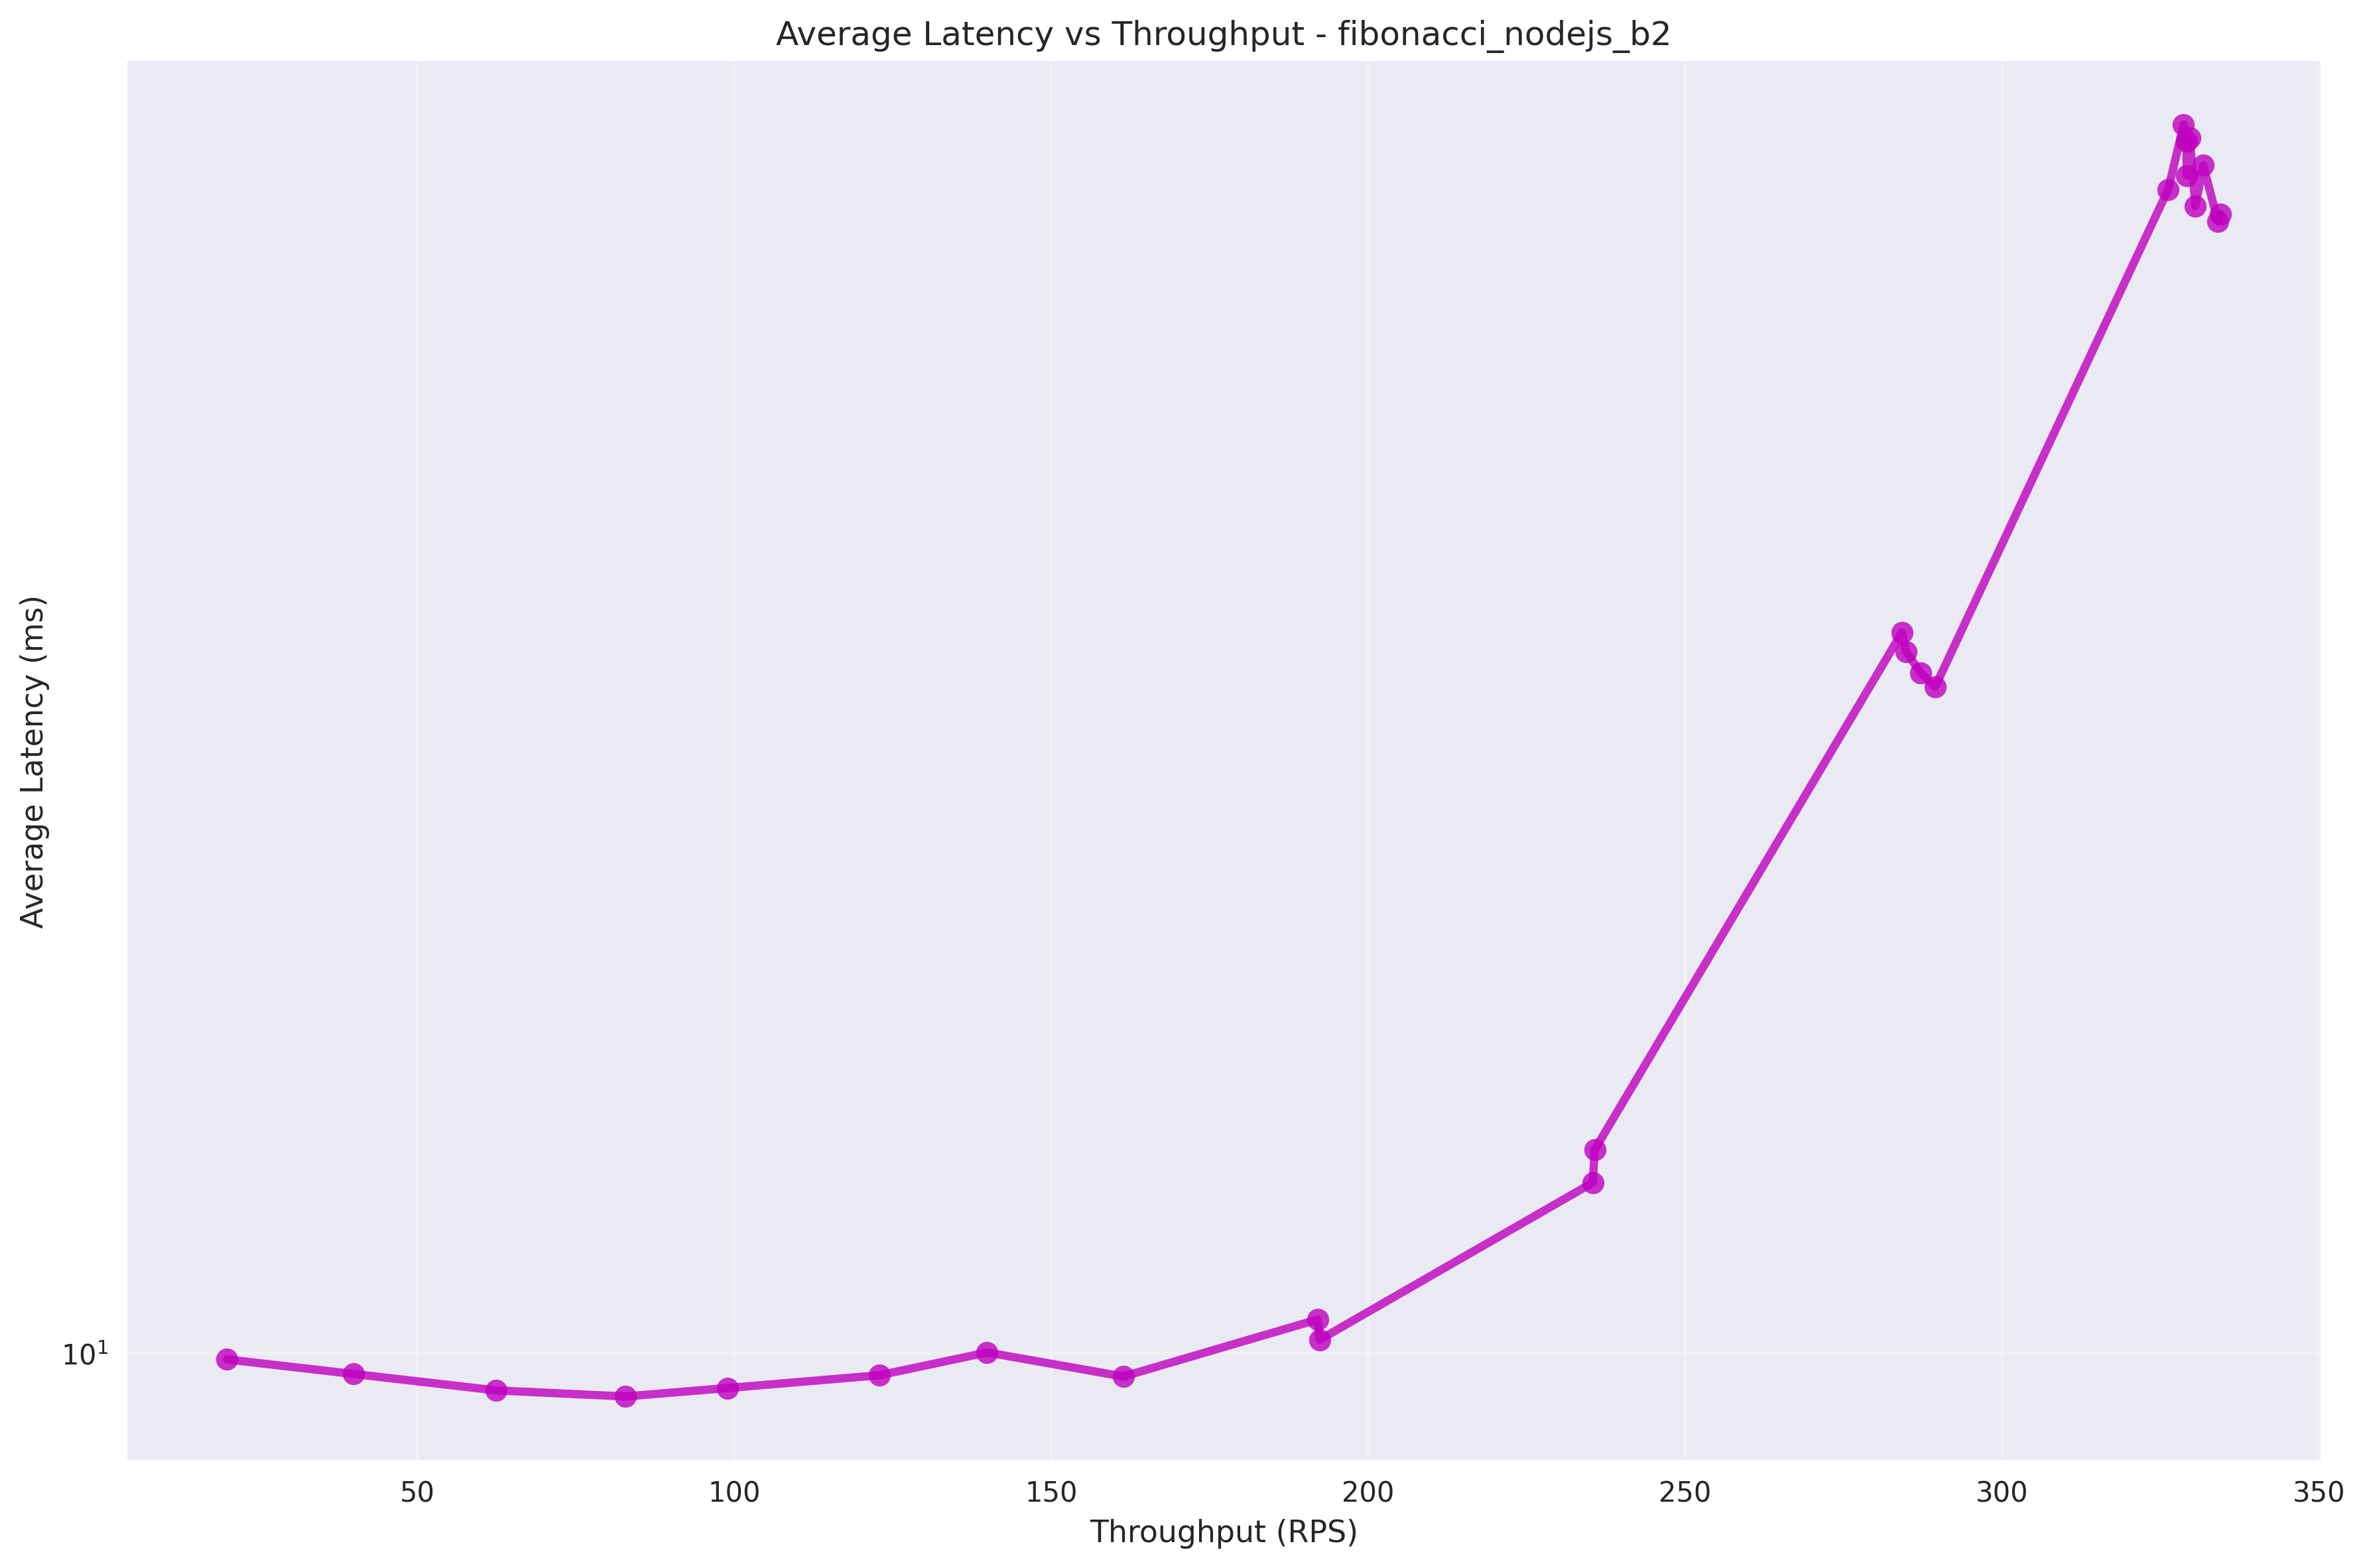 Average Latency vs Throughput - fibonacci_nodejs_b2
Average Latency (ms)
10¹
50 100 150 200 250 300 350
Throughput (RPS)